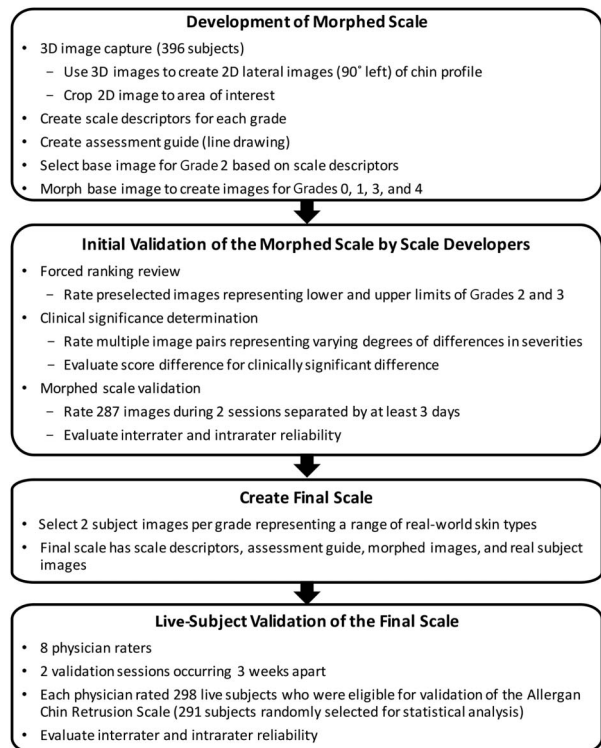 Development of Morphed Scale
• 3D image capture (396 subjects)
– Use 3D images to create 2D lateral images (90° left) of chin profile
– Crop 2D image to area of interest
• Create scale descriptors for each grade
• Create assessment guide (line drawing)
• Select base image for Grade 2 based on scale descriptors
• Morph base image to create images for Grades 0, 1, 3, and 4
Initial Validation of the Morphed Scale by Scale Developers
• Forced ranking review
– Rate preselected images representing lower and upper limits of Grades 2 and 3
• Clinical significance determination
– Rate multiple image pairs representing varying degrees of differences in severities
– Evaluate score difference for clinically significant difference
• Morphed scale validation
– Rate 287 images during 2 sessions separated by at least 3 days
– Evaluate interrater and intrarater reliability
Create Final Scale
• Select 2 subject images per grade representing a range of real-world skin types
• Final scale has scale descriptors, assessment guide, morphed images, and real subject
images
Live-Subject Validation of the Final Scale
• 8 physician raters
• 2 validation sessions occurring 3 weeks apart
• Each physician rated 298 live subjects who were eligible for validation of the Allergan
Chin Retrusion Scale (291 subjects randomly selected for statistical analysis)
• Evaluate interrater and intrarater reliability